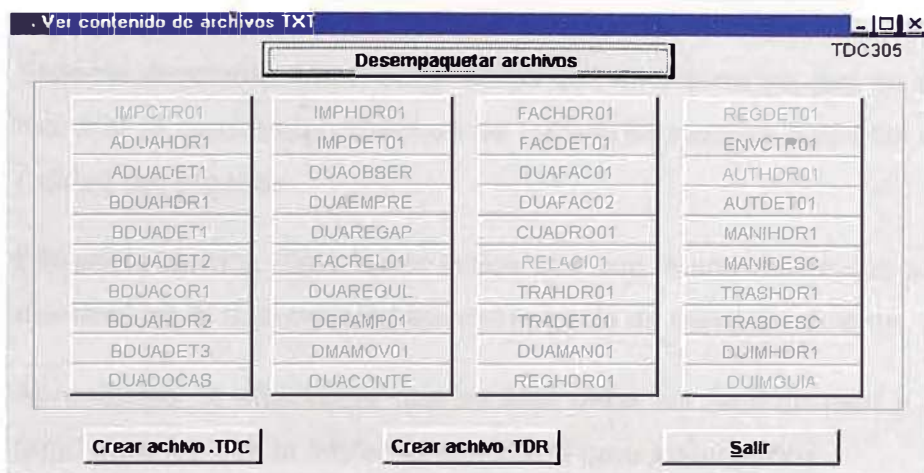 . Ver contenido de archivos TXT
TDC305
Desempaquetar archivos
IMPCTR01 IMPHDR01 FACHDR01 REGDET01
ADUAHDR1 IMPDET01 FACDET01 ENVCTR01
ADUADET1 DUAOBSER DUAFAC01 AUTHDR01
BDUAHDR1 DUAEMPRE DUAFAC02 AUTDET01
BDUADET1 DUAREGAP CUADRO01 MANIHDR1
BDUADET2 FACREL01 RELACI01 MANIDESC
BDUACOR1 DUAREGUL TRAHDR01 TRASHDR1
BDUAHDR2 DEPAMP01 TRADET01 TRASDESC
BDUADET3 DMAMOV01 DUAMAN01 DUIMHDR1
DUADOCAS DUACONTE REGHDR01 DUIMGUIA
Crear achivo .TDC Crear achivo .TDR Salir